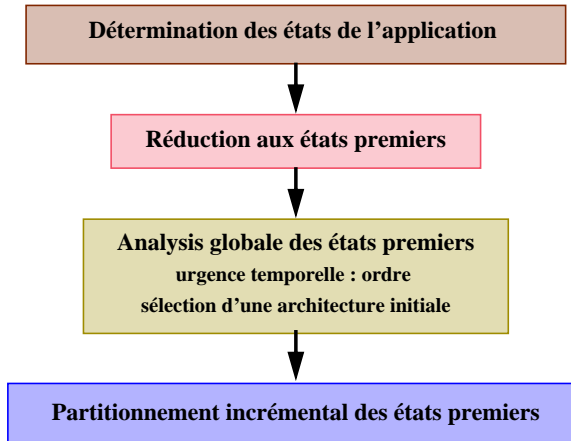 Détermination des états de l’application
Réduction aux états premiers
Analysis globale des états premiers
urgence temporelle : ordre
sélection d’une architecture initiale
Partitionnement incrémental des états premiers